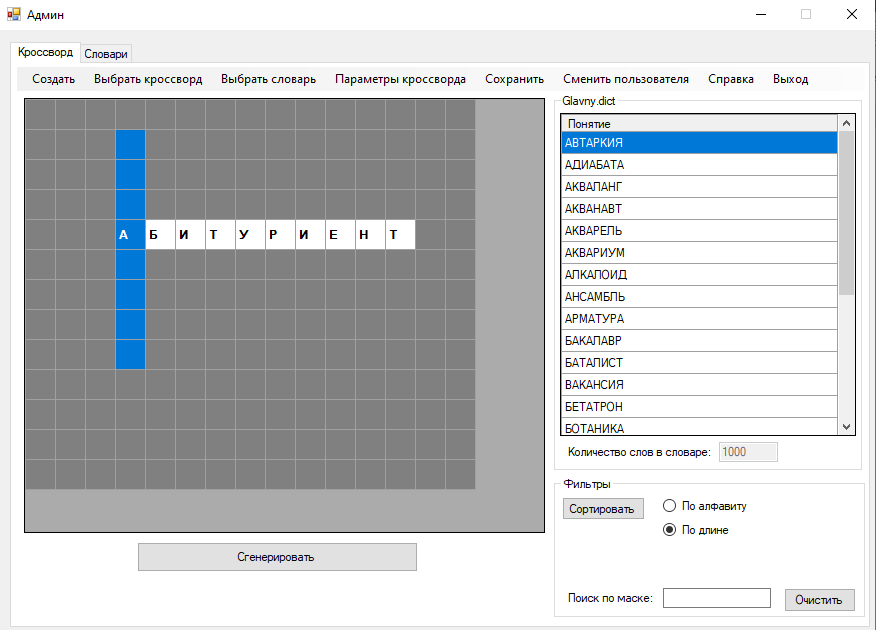 Админ
Кроссворд Словари
Создать Выбрать кроссворд Выбрать словарь Параметры кроссворда Сохранить Сменить пользователя Справка Выход
АБИТУРИЕНТ
Glavny.dict
Понятие
АВТАРКИЯ
АДИАБАТА
АКВАЛАНГ
АКВАНАВТ
АКВАРЕЛЬ
АКВАРИУМ
АЛКАЛОИД
АНСАМБЛЬ
АРМАТУРА
БАКАЛАВР
БАТАЛИСТ
ВАКАНСИЯ
БЕТАТРОН
БОТАНИКА
Количество слов в словаре: 1000
Фильтры
Сортировать По алфавиту
По длине
Поиск по маске: Очистить
Сгенерировать